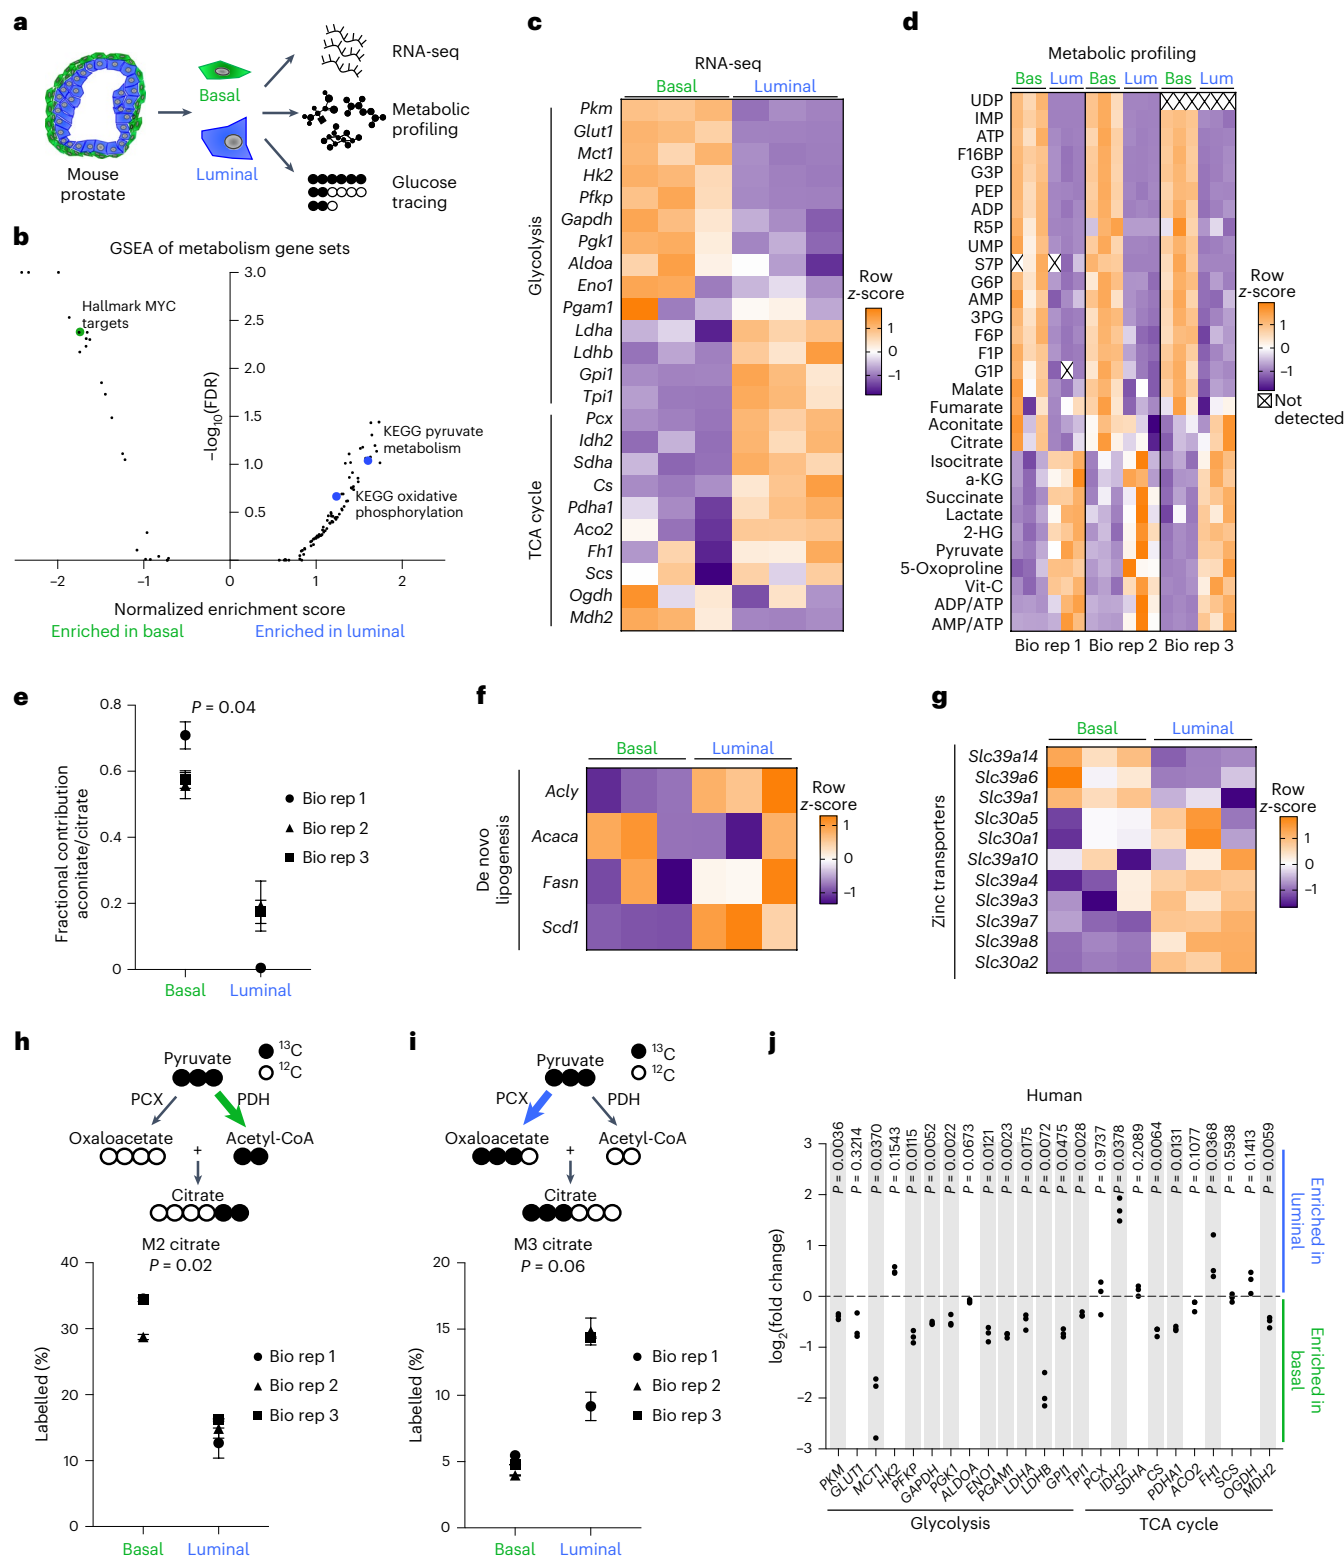 a
Mouse
prostate
Basal
Luminal
RNA-seq
Metabolic
profiling
Glucose
tracing
b
GSEA of metabolism gene sets
3.0
2.5
2.0
1.5
1.0
0.5
–log10(FDR)
Hallmark MYC
targets
KEGG pyruvate
metabolism
KEGG oxidative
phosphorylation
–2
–1
0
1
2
Normalized enrichment score
Enriched in basal
Enriched in luminal
c
RNA-seq
Basal
Luminal
Glycolysis
Pkm
Glut1
Mct1
Hk2
Pfkp
Gapdh
Pgk1
Aldoa
Eno1
Pgam1
Ldha
Ldhb
Gpi1
Tpi1
TCA cycle
Pcx
Idh2
Sdha
Cs
Pdha1
Aco2
Fh1
Scs
Ogdh
Mdh2
Row
z-score
1
0
–1
d
Metabolic profiling
Bas Lum Bas Lum Bas Lum
UDP
IMP
ATP
F16BP
G3P
PEP
ADP
R5P
UMP
S7P
G6P
AMP
3PG
F6P
F1P
G1P
Malate
Fumarate
Aconitate
Citrate
Isocitrate
a-KG
Succinate
Lactate
2-HG
Pyruvate
5-Oxoproline
Vit-C
ADP/ATP
AMP/ATP
Bio rep 1 Bio rep 2 Bio rep 3
Row
z-score
1
0
–1
Not
detected
e
P = 0.04
0.8
0.6
0.4
0.2
0
Fractional contribution
aconitate/citrate
Basal
Luminal
Bio rep 1
Bio rep 2
Bio rep 3
f
Basal
Luminal
De novo
lipogenesis
Acly
Acaca
Fasn
Scd1
Row
z-score
1
0
–1
g
Basal
Luminal
Zinc transporters
Slc39a14
Slc39a6
Slc39a1
Slc30a5
Slc30a1
Slc39a10
Slc39a4
Slc39a3
Slc39a7
Slc39a8
Slc30a2
Row
z-score
1
0
–1
h
Pyruvate
13C
12C
PCX
PDH
Oxaloacetate
+
Acetyl-CoA
Citrate
M2 citrate
P = 0.02
40
30
20
10
0
Labelled (%)
Basal
Luminal
Bio rep 1
Bio rep 2
Bio rep 3
i
Pyruvate
13C
12C
PCX
PDH
Oxaloacetate
+
Acetyl-CoA
Citrate
M3 citrate
P = 0.06
20
15
10
5
0
Labelled (%)
Basal
Luminal
Bio rep 1
Bio rep 2
Bio rep 3
j
Human
P = 0.0036
P = 0.3214
P = 0.0370
P = 0.1543
P = 0.0115
P = 0.0052
P = 0.0022
P = 0.0673
P = 0.0121
P = 0.0023
P = 0.0175
P = 0.0072
P = 0.0475
P = 0.0028
P = 0.9737
P = 0.0378
P = 0.2089
P = 0.0064
P = 0.0131
P = 0.1077
P = 0.0368
P = 0.5938
P = 0.1413
P = 0.0059
3
2
1
0
–1
–2
–3
log2(fold change)
Enriched in
luminal
Enriched in
basal
PKM
GLUT1
MCT1
HK2
PFKP
GAPDH
PGK1
ALDOA
ENO1
PGAM1
LDHA
LDHB
GPI1
TPI1
PCX
IDH2
SDHA
CS
PDHA1
ACO2
FH1
SCS
OGDH
MDH2
Glycolysis
TCA cycle